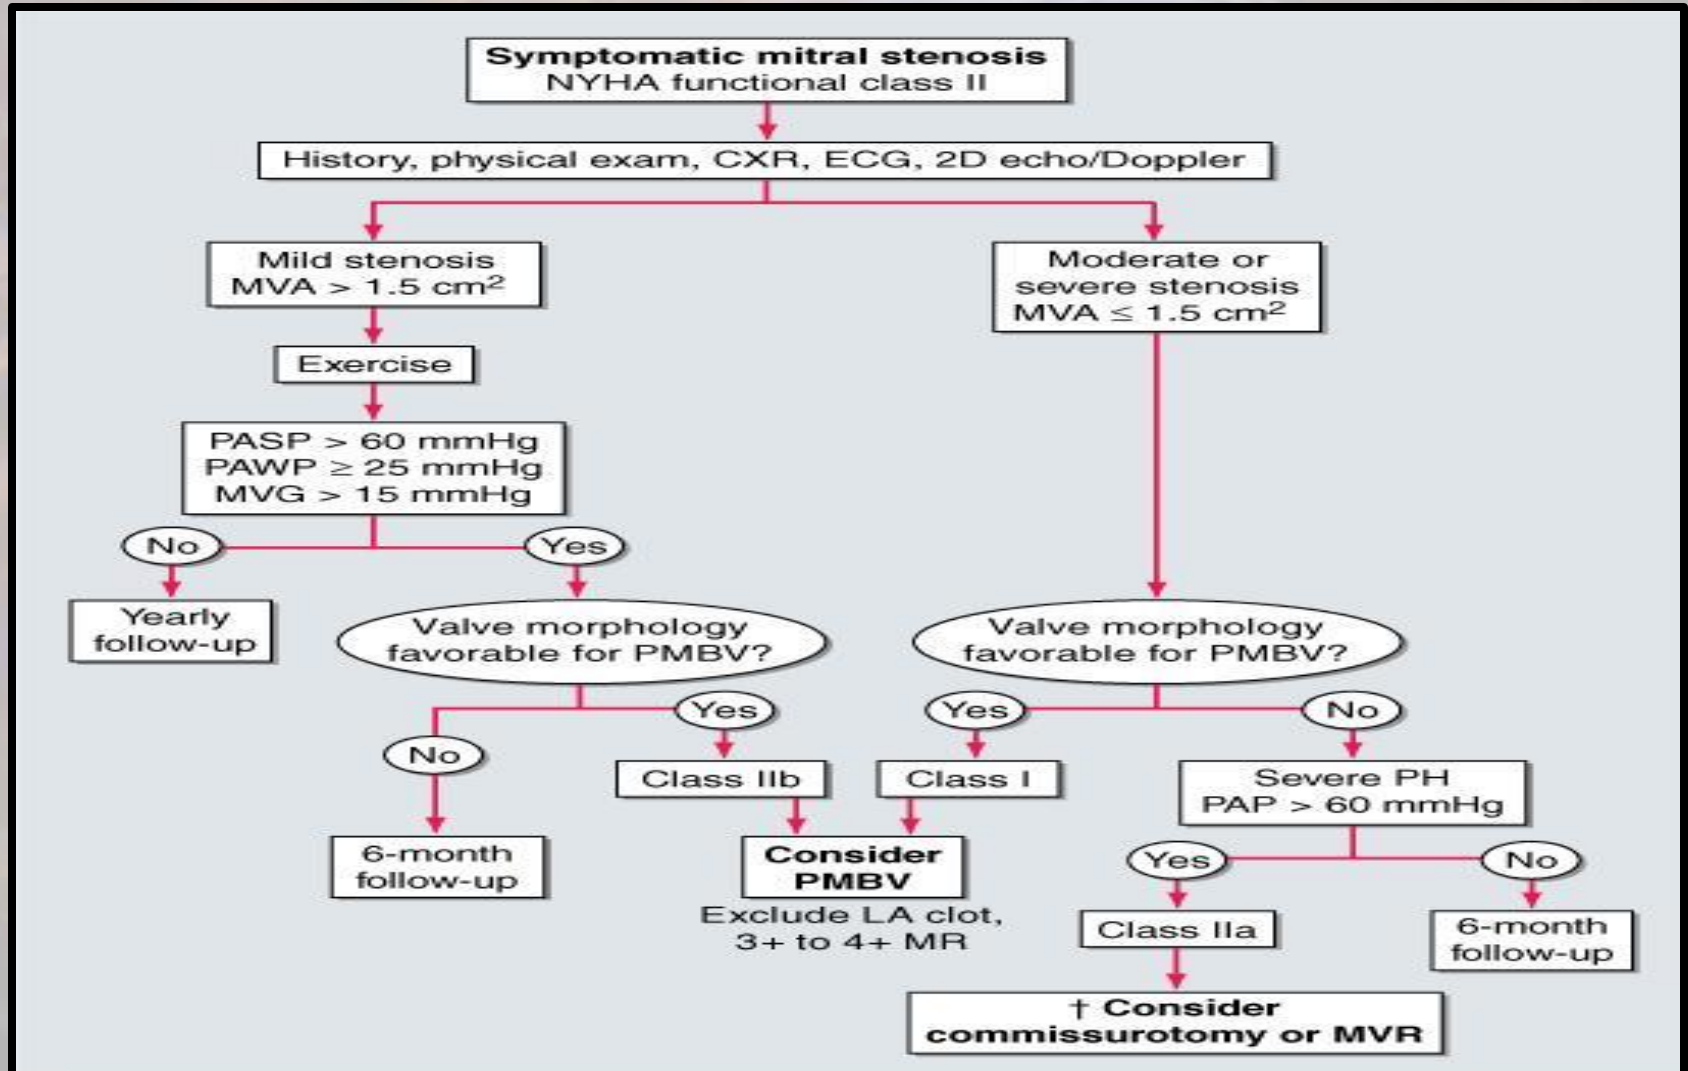 Symptomatic mitral stenosis
NYHA functional class II
History, physical exam, CXR, ECG, 2D echo/Doppler
Mild stenosis
MVA > 1.5 cm²
Moderate or
severe stenosis
MVA ≤ 1.5 cm²
Exercise
PASP > 60 mmHg
PAWP ≥ 25 mmHg
MVG > 15 mmHg
No
Yes
Yearly
follow-up
Valve morphology
favorable for PMBV?
Valve morphology
favorable for PMBV?
No
Yes
Yes
No
Class IIb
Class I
Severe PH
PAP > 60 mmHg
6-month
follow-up
Consider
PMBV
Exclude LA clot,
3+ to 4+ MR
Yes
No
Class IIa
6-month
follow-up
† Consider
commissurotomy or MVR